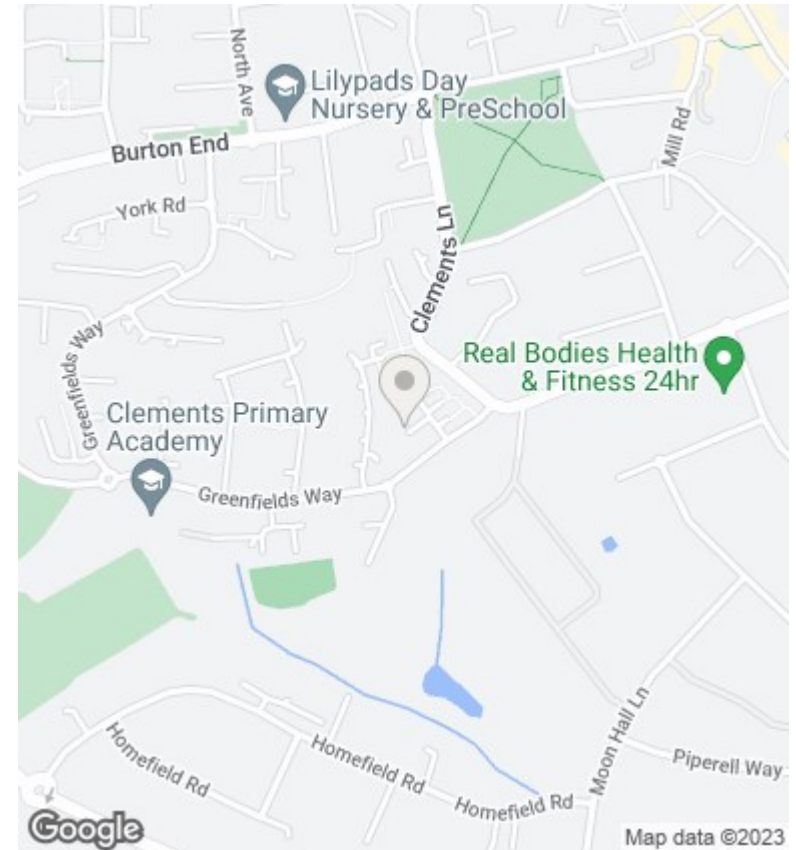 North Ave
Lilypads Day
Nursery & PreSchool
Burton End
Mill Rd
York Rd
Clements Ln
Greenfields Way
Real Bodies Health
& Fitness 24hr
Clements Primary
Academy
Greenfields Way
Moon Hall Ln
Homefield Rd
Homefield Rd
Piperell Way
Homefield Rd
Google
Map data ©2023